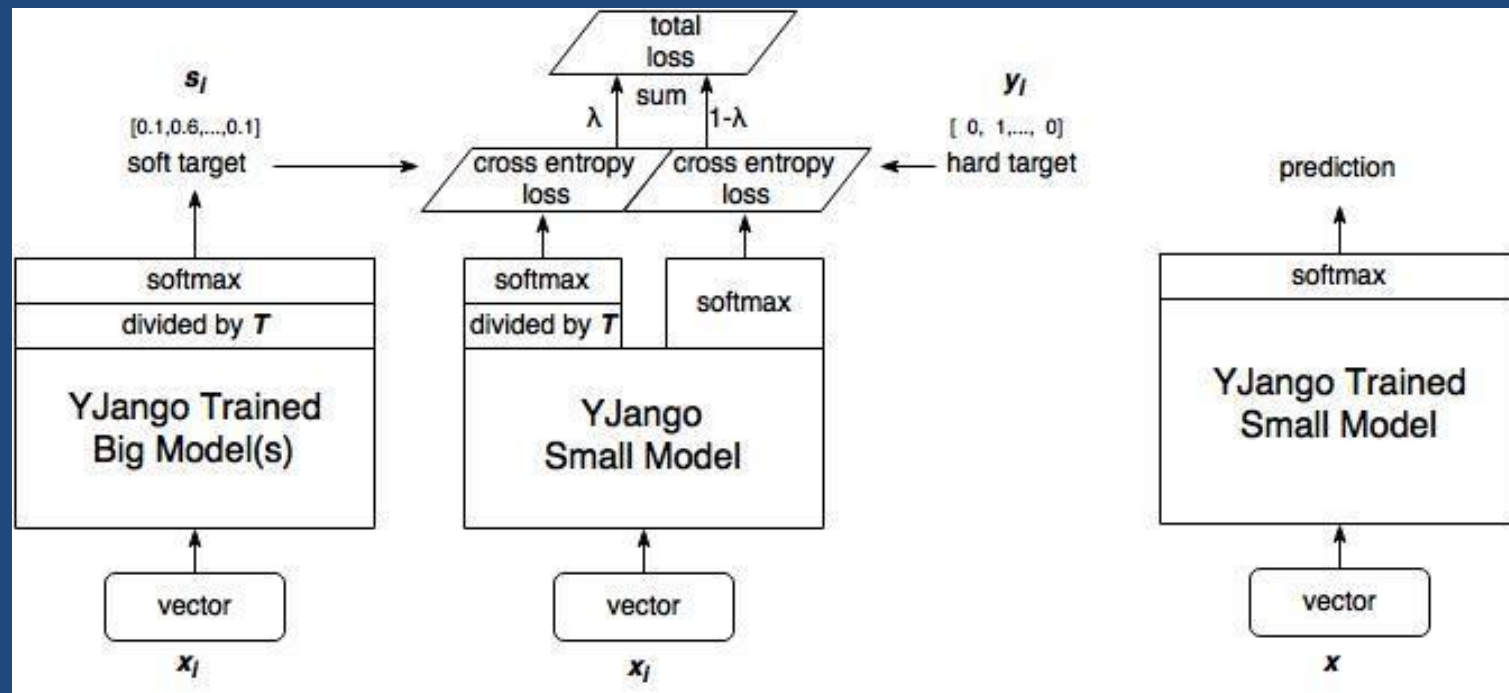 total
loss
s_i
sum
y_i
[0.1,0.6,...,0.1]
λ
1-λ
[ 0, 1,..., 0]
soft target
cross entropy
loss
cross entropy
loss
hard target
prediction
softmax
divided by T
YJango Trained
Big Model(s)
vector
x_i
softmax
divided by T
softmax
YJango
Small Model
vector
x_i
softmax
YJango Trained
Small Model
vector
x